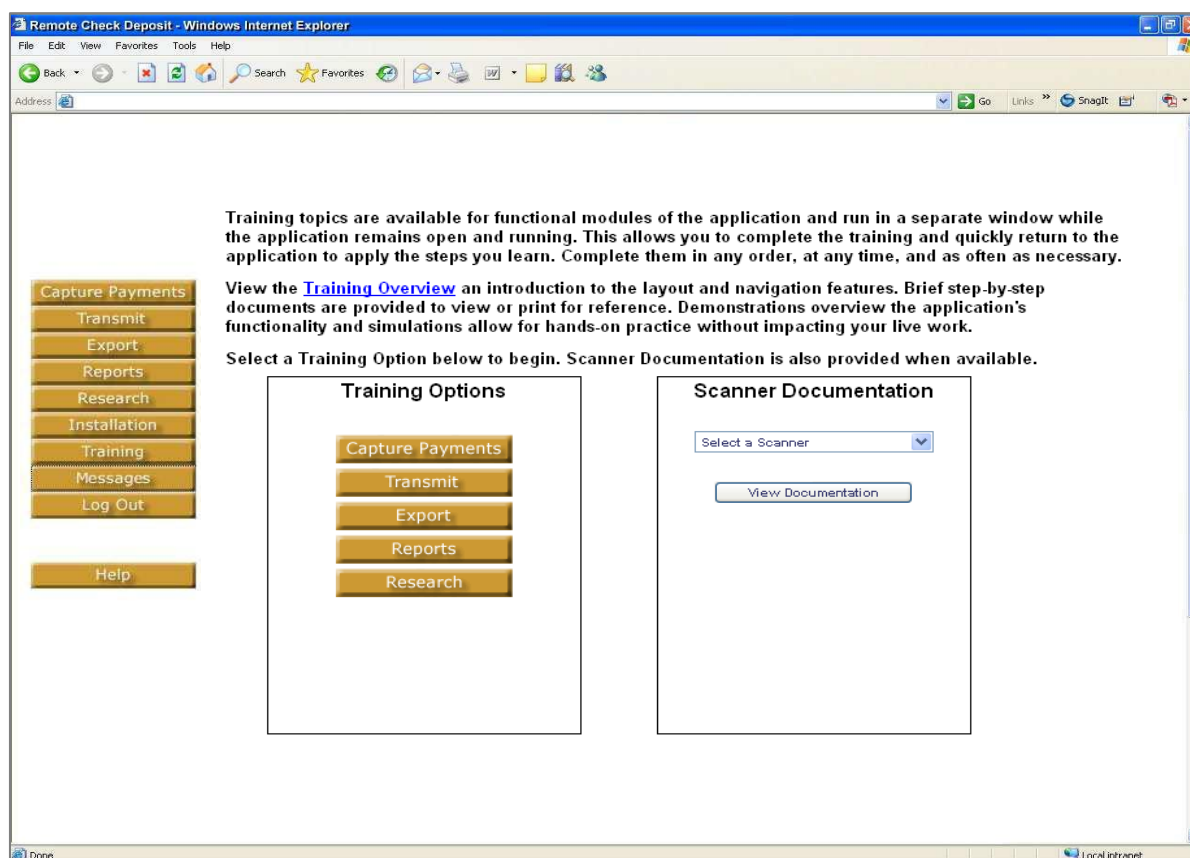 Remote Check Deposit - Windows Internet Explorer
File Edit View Favorites Tools Help
Back Search Favorites
Address Go Links » SnagIt
Training topics are available for functional modules of the application and run in a separate window while
the application remains open and running. This allows you to complete the training and quickly return to the
application to apply the steps you learn. Complete them in any order, at any time, and as often as necessary.
View the Training Overview an introduction to the layout and navigation features. Brief step-by-step
documents are provided to view or print for reference. Demonstrations overview the application's
functionality and simulations allow for hands-on practice without impacting your live work.
Select a Training Option below to begin. Scanner Documentation is also provided when available.
Capture Payments
Transmit
Export
Reports
Research
Installation
Training
Messages
Log Out
Help
Training Options
Capture Payments
Transmit
Export
Reports
Research
Scanner Documentation
Select a Scanner
View Documentation
Done
Local intranet